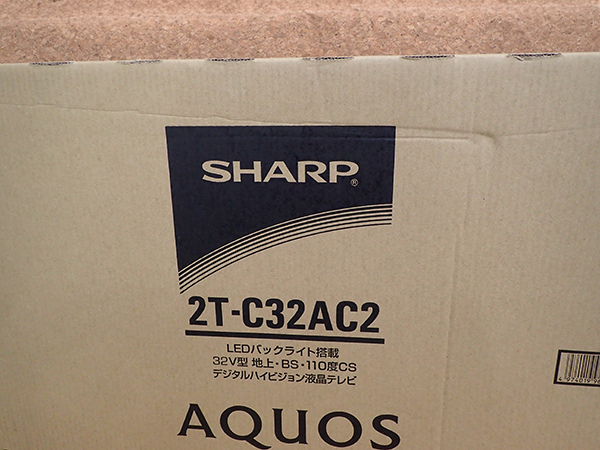 SHARP®
2T-C32AC2
LEDバックライト搭載
32V型 地上・BS・110度CS
デジタルハイビジョン液晶テレビ
AQUOS